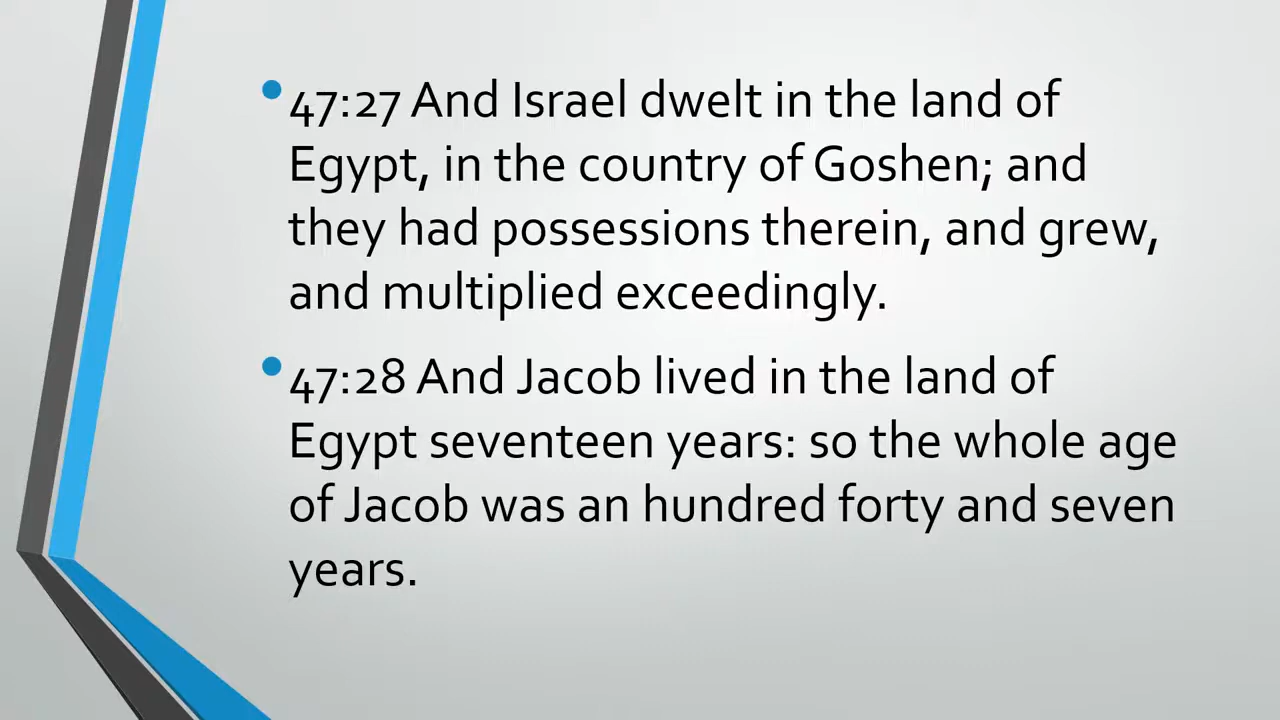 • 47:27 And Israel dwelt in the land of
Egypt, in the country of Goshen; and
they had possessions therein, and grew,
and multiplied exceedingly.
• 47:28 And Jacob lived in the land of
Egypt seventeen years: so the whole age
of Jacob was an hundred forty and seven
years.